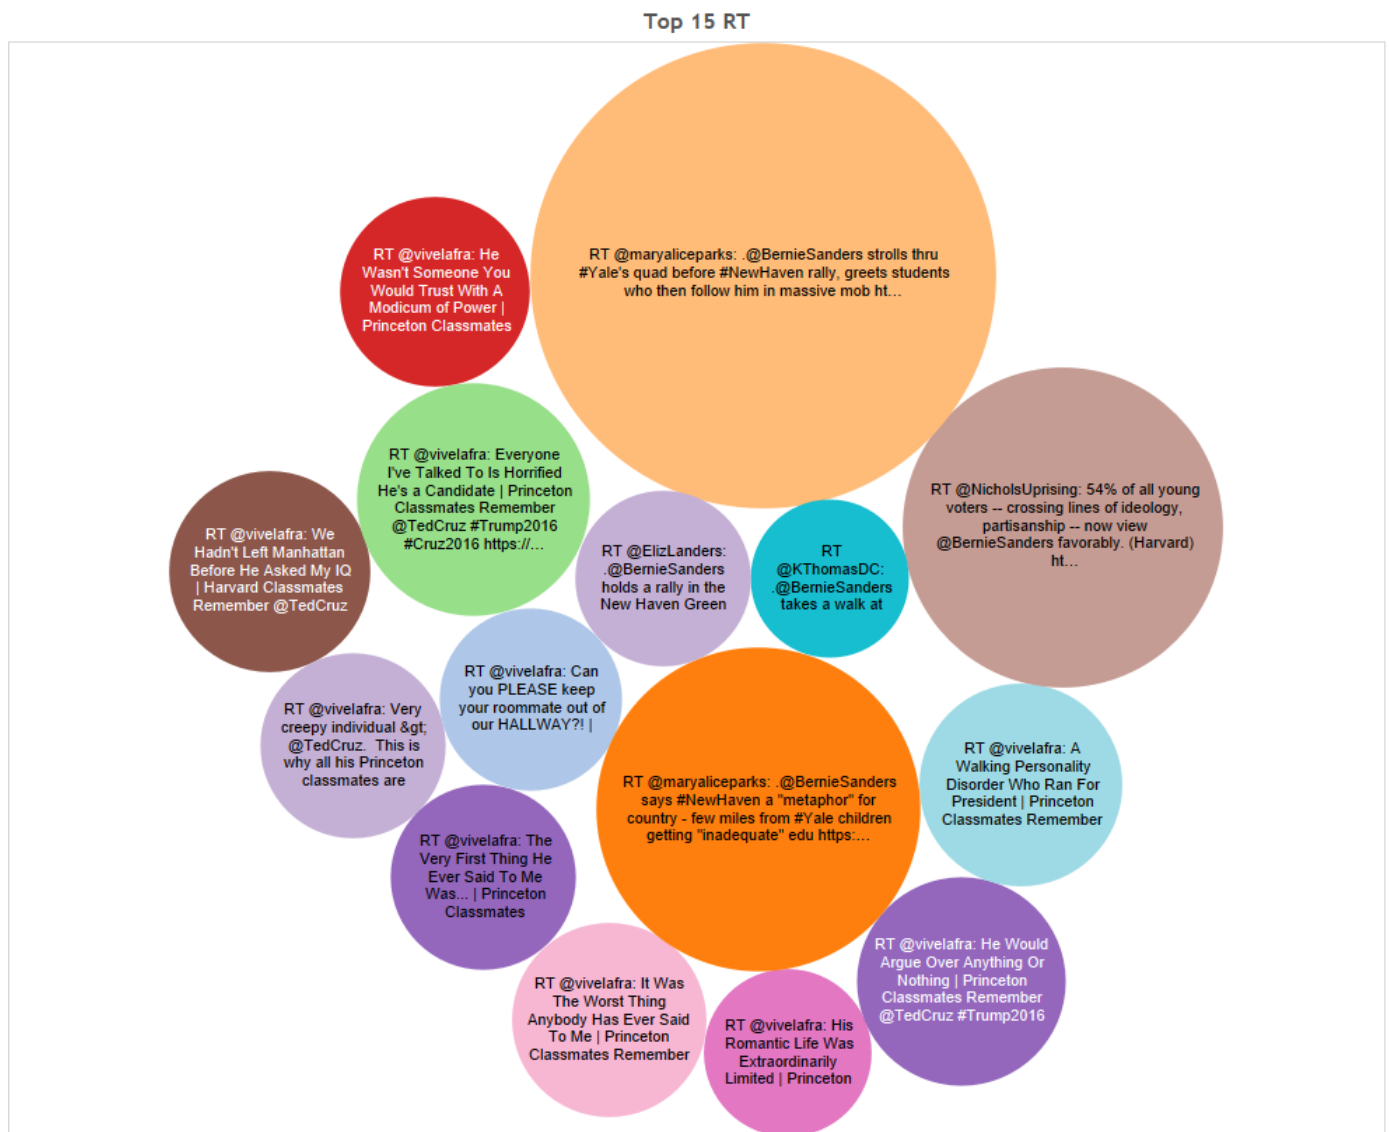 Top 15 RT
RT @maryaliceparks: .@BernieSanders strolls thru
#Yale's quad before #NewHaven rally, greets students
who then follow him in massive mob ht...
RT @vivelafra: He
Wasn't Someone You
Would Trust With A
Modicum of Power |
Princeton Classmates
RT @vivelafra: Everyone
I've Talked To Is Horrified
He's a Candidate | Princeton
Classmates Remember
@TedCruz #Trump2016
#Cruz2016 https://...
RT @NicholsUprising: 54% of all young
voters -- crossing lines of ideology,
partisanship -- now view
@BernieSanders favorably. (Harvard)
ht...
RT @vivelafra: We
Hadn't Left Manhattan
Before He Asked My IQ
| Harvard Classmates
Remember @TedCruz
RT @ElizLanders:
.@BernieSanders
holds a rally in the
New Haven Green
RT
@KThomasDC:
.@BernieSanders
takes a walk at
RT @vivelafra: Can
you PLEASE keep
your roommate out of
our HALLWAY?! |
RT @vivelafra: Very
creepy individual &gt;
@TedCruz.  This is
why all his Princeton
classmates are
RT @maryaliceparks: .@BernieSanders
says #NewHaven a "metaphor" for
country - few miles from #Yale children
getting "inadequate" edu https:...
RT @vivelafra: A
Walking Personality
Disorder Who Ran For
President | Princeton
Classmates Remember
RT @vivelafra: The
Very First Thing He
Ever Said To Me
Was... | Princeton
Classmates
RT @vivelafra: He Would
Argue Over Anything Or
Nothing | Princeton
Classmates Remember
@TedCruz #Trump2016
RT @vivelafra: It Was
The Worst Thing
Anybody Has Ever Said
To Me | Princeton
Classmates Remember
RT @vivelafra: His
Romantic Life Was
Extraordinarily
Limited | Princeton